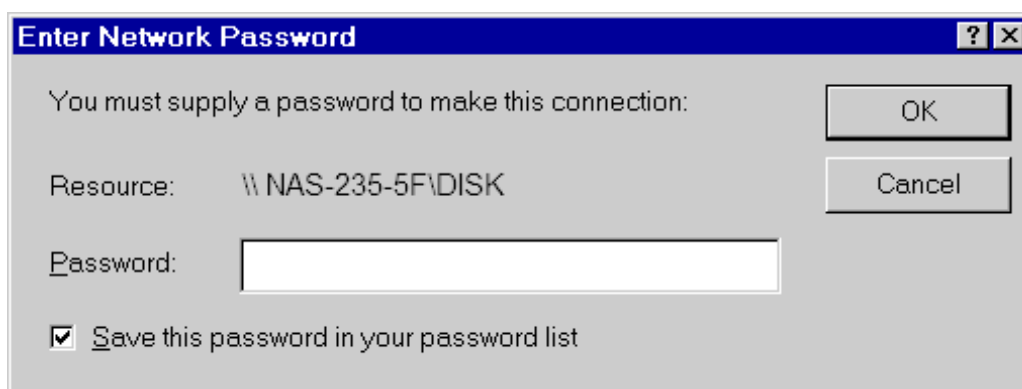 Enter Network Password
You must supply a password to make this connection:
OK
Resource: \\ NAS-235-5F\DISK
Cancel
Password:
Save this password in your password list